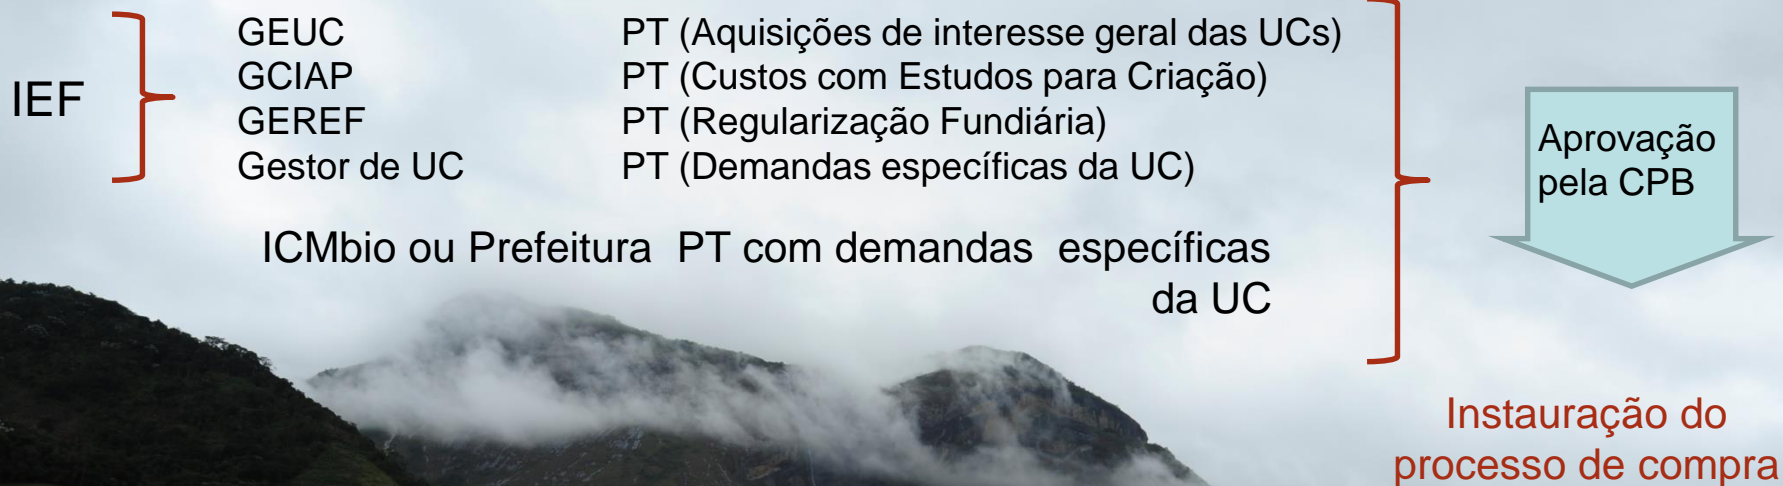 IEF
GEUC PT (Aquisições de interesse geral das UCs)
GCIAP PT (Custos com Estudos para Criação)
GEREF PT (Regularização Fundiária)
Gestor de UC PT (Demandas específicas da UC)
ICMbio ou Prefeitura PT com demandas específicas
da UC
Aprovação
pela CPB
Instauração do
processo de compra